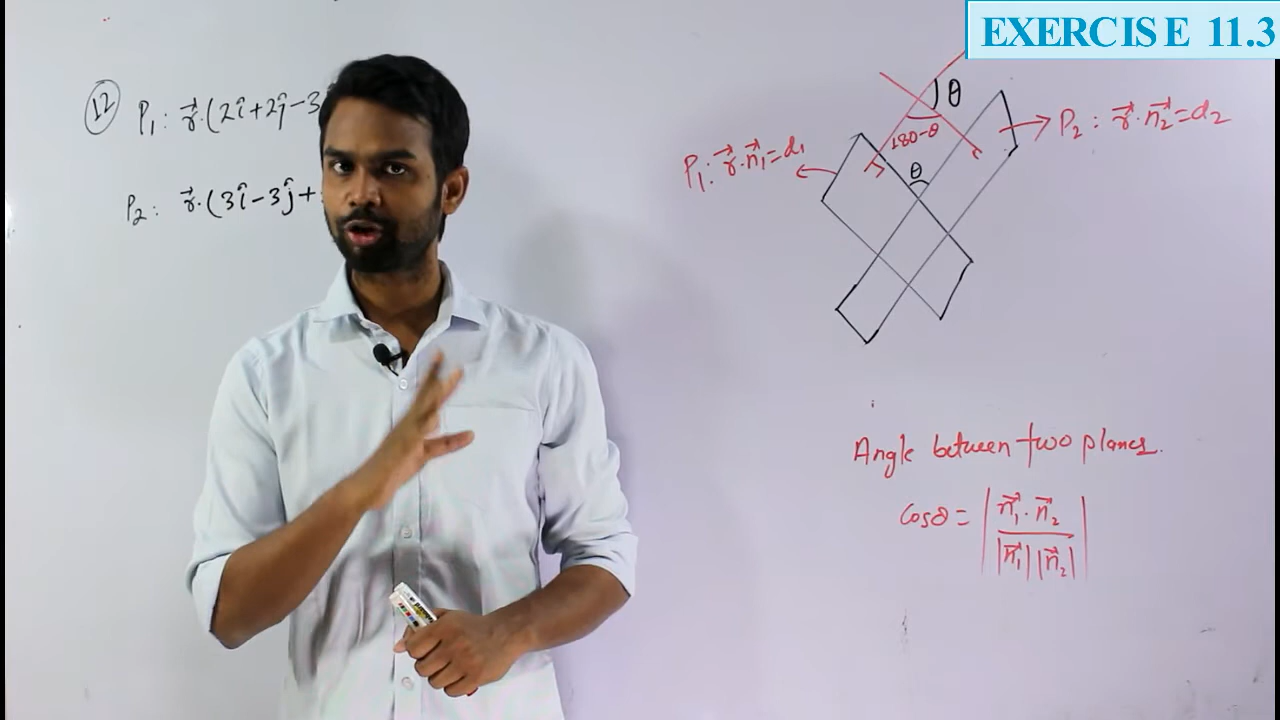 EXERCISE 11.3
12 P₁: r⃗.(2î+2ĵ-3
P₂: r⃗.(3î-3ĵ+
θ
180-θ
θ
P₁: r⃗.n⃗₁=d₁
P₂: r⃗.n⃗₂=d₂
Angle between two planes.
Cosθ = | n⃗₁.n⃗₂ / |n⃗₁||n⃗₂| |